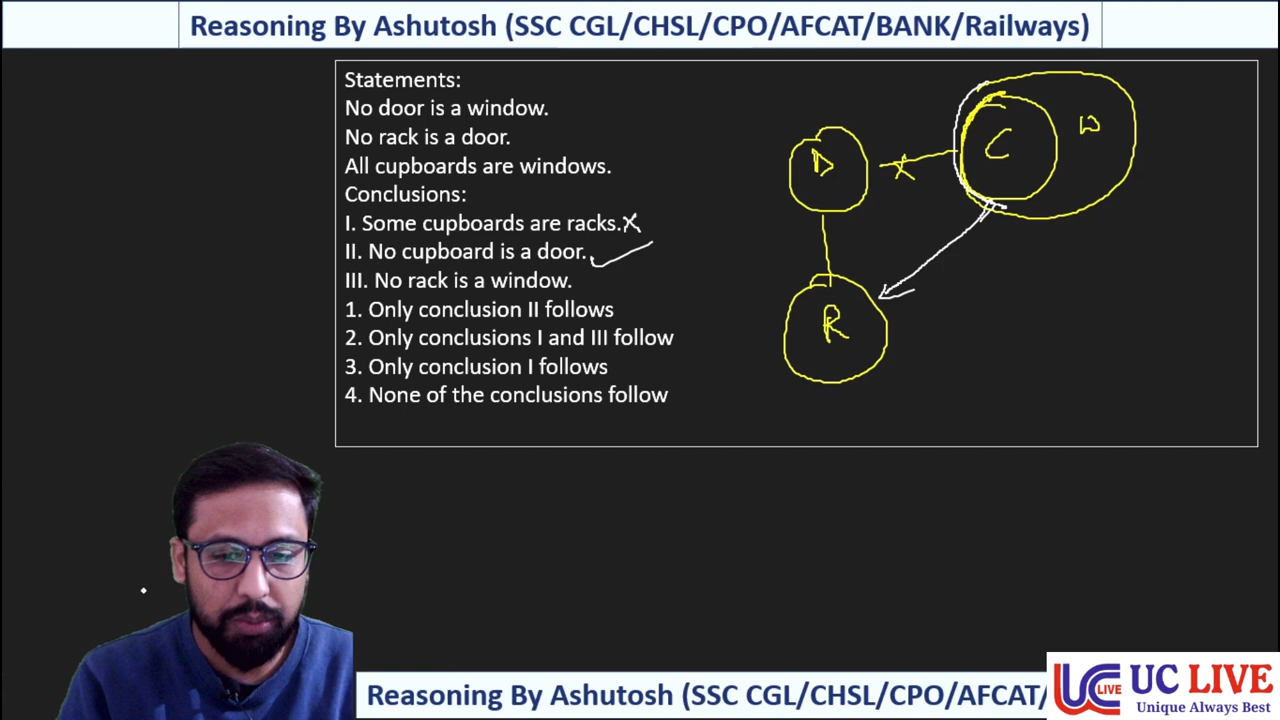 Reasoning By Ashutosh (SSC CGL/CHSL/CPO/AFCAT/BANK/Railways)
Statements:
No door is a window.
No rack is a door.
All cupboards are windows.
Conclusions:
I. Some cupboards are racks.
II. No cupboard is a door.
III. No rack is a window.
1. Only conclusion II follows
2. Only conclusions I and III follow
3. Only conclusion I follows
4. None of the conclusions follow
D
C
W
R
Reasoning By Ashutosh (SSC CGL/CHSL/CPO/AFCAT/
UC LIVE
LIVE
Unique Always Best